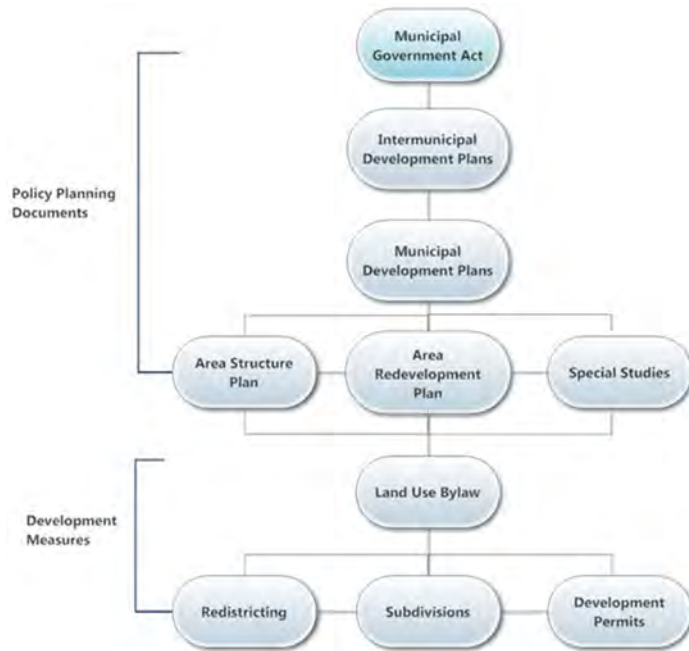 Municipal
Government Act
Intermunicipal
Development Plans
Policy Planning
Documents
Municipal
Development Plans
Area Structure
Plan
Area
Redevelopment
Plan
Special Studies
Land Use Bylaw
Development
Measures
Redistricting
Subdivisions
Development
Permits